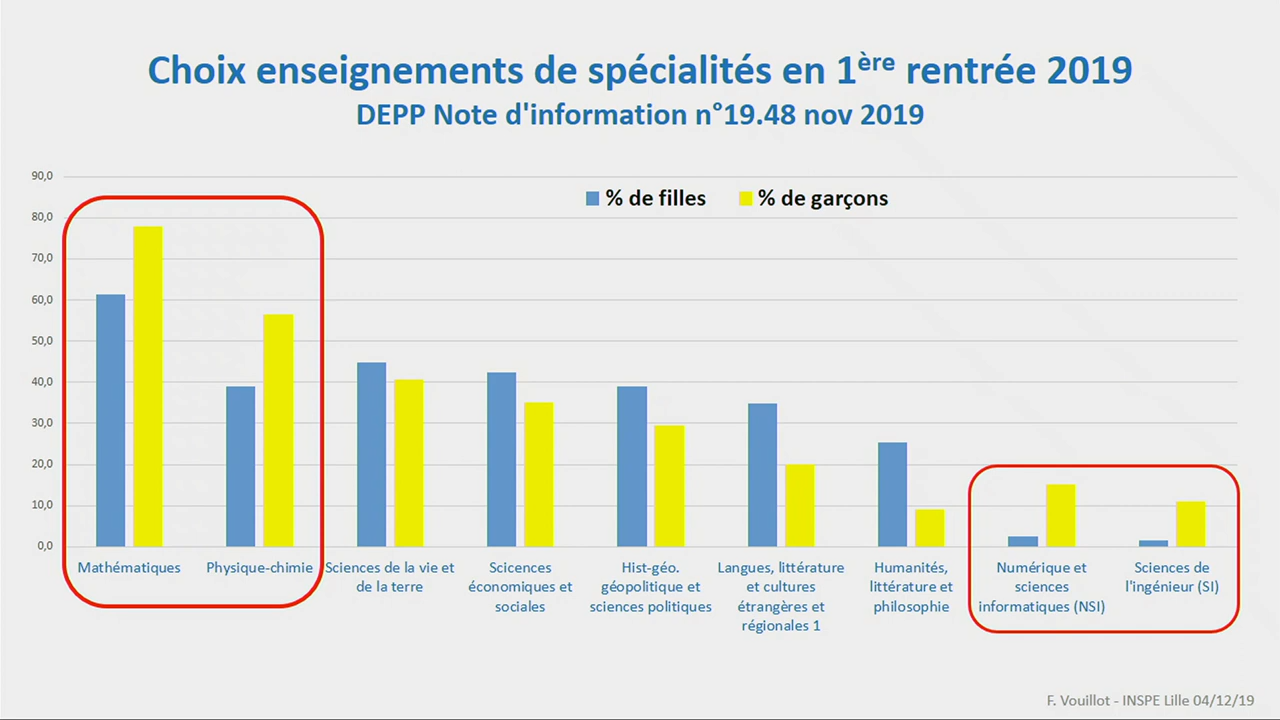 Choix enseignements de spécialités en 1ère rentrée 2019
DEPP Note d'information n°19.48 nov 2019
% de filles
% de garçons
90,0
80,0
70,0
60,0
50,0
40,0
30,0
20,0
10,0
0,0
Mathématiques
Physique-chimie
Sciences de la vie et
de la terre
Scicences
économiques et
sociales
Hist-géo.
géopolitique et
sciences politiques
Langues, littérature
et cultures
étrangères et
régionales 1
Humanités,
littérature et
philosophie
Numérique et
sciences
informatiques (NSI)
Sciences de
l'ingénieur (SI)
F. Vouillot - INSPE Lille 04/12/19